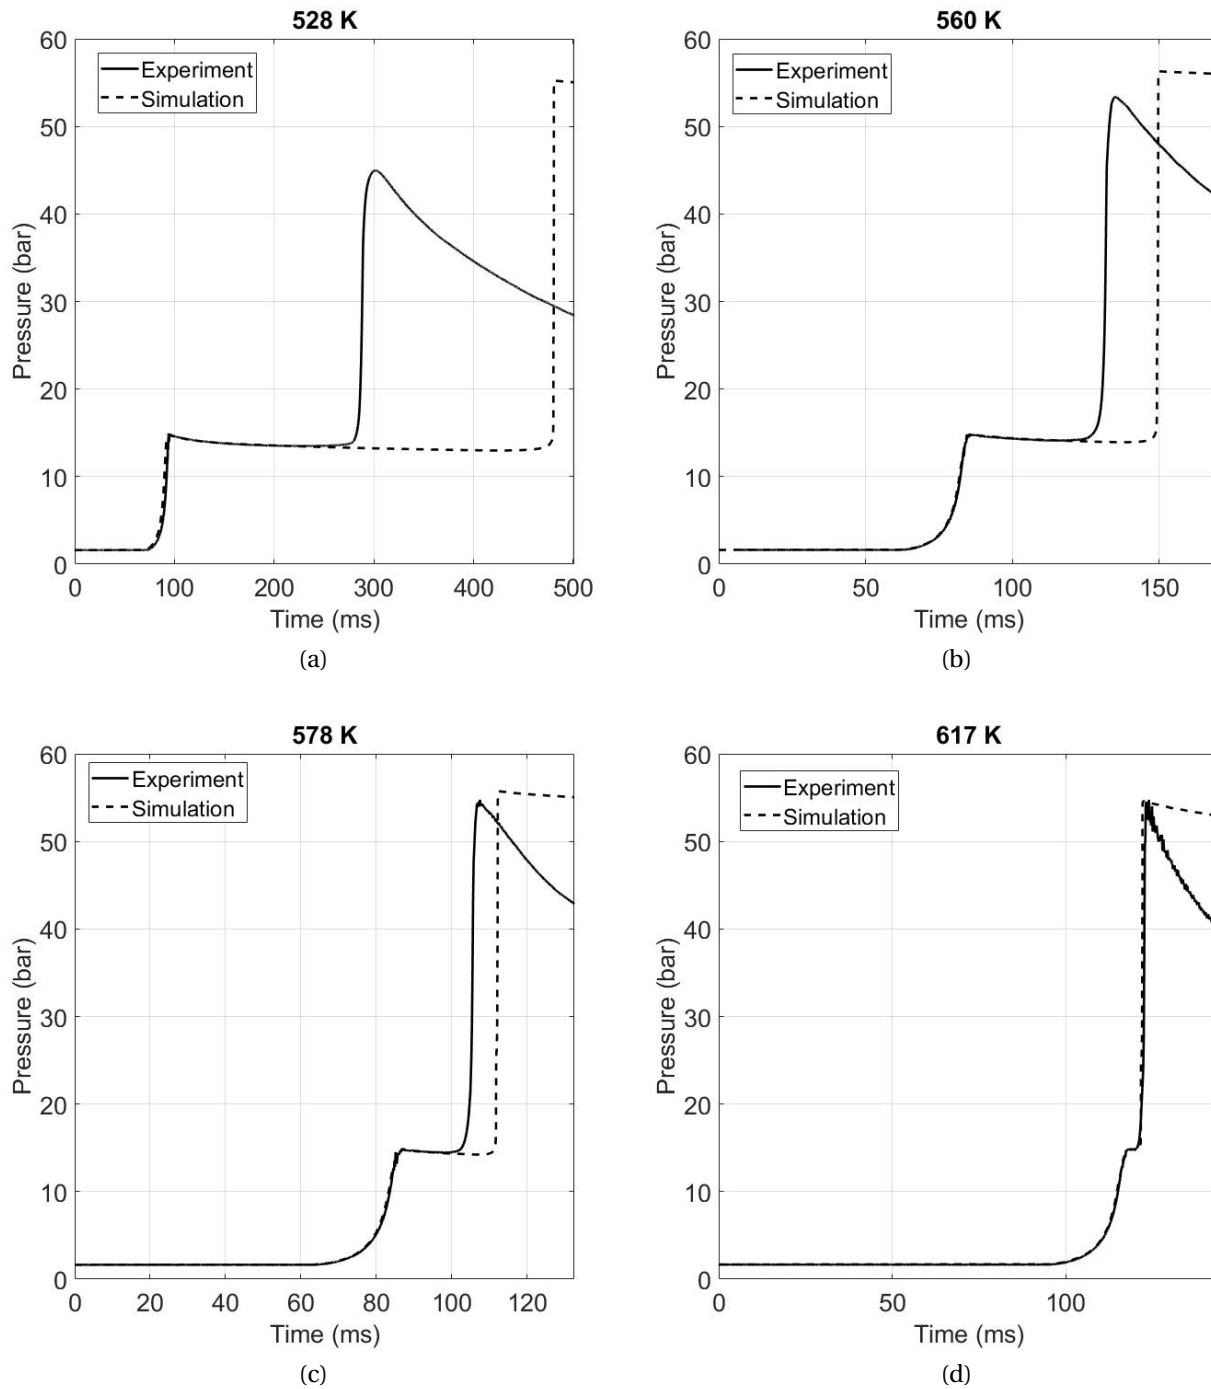 528 K
560 K
60
50
40
30
20
10
0
Pressure (bar)
Experiment
Simulation
0 100 200 300 400 500
Time (ms)
(a)
60
50
40
30
20
10
0
Pressure (bar)
Experiment
Simulation
0 50 100 150
Time (ms)
(b)
578 K
617 K
60
50
40
30
20
10
0
Pressure (bar)
Experiment
Simulation
0 20 40 60 80 100 120
Time (ms)
(c)
60
50
40
30
20
10
0
Pressure (bar)
Experiment
Simulation
0 50 100
Time (ms)
(d)